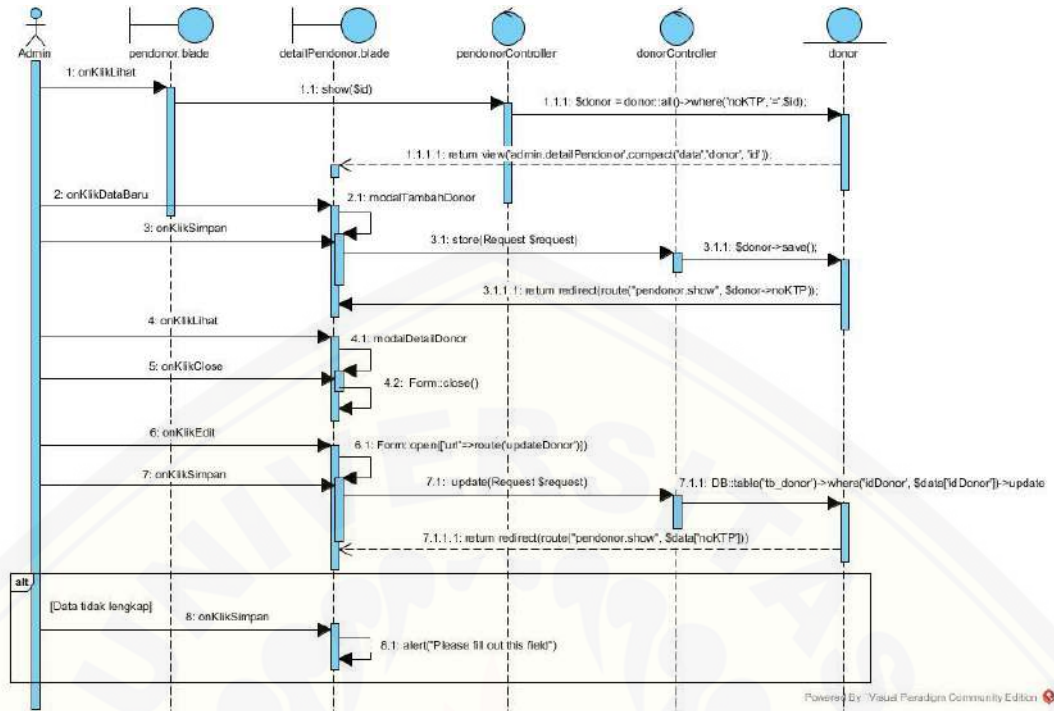 Admin
pendonor.blade
detailPendonor.blade
pendonorController
donorController
donor
1: onKlikLihat
1.1: show($id)
1.1.1: $donor = donor::all()->where("noKTP",'=',$id);
1.1.1.1: return view('admin.detailPendonor',compact('data','donor', 'id'));
2: onKlikDataBaru
2.1: modalTambahDonor
3: onKlikSimpan
3.1: store(Request $request)
3.1.1: $donor->save();
3.1.1.1: return redirect(route("pendonor.show", $donor->noKTP));
4: onKlikLihat
4.1: modalDetailDonor
5: onKlikClose
4.2: Form::close()
6: onKlikEdit
6.1: Form::open(["url"=>route('updateDonor')])
7: onKlikSimpan
7.1: update(Request $request)
7.1.1: DB::table('tb_donor')->where('idDonor', $data['idDonor'])->update
7.1.1.1: return redirect(route("pendonor.show", $data["noKTP"]))
alt
[Data tidak lengkap]
8: onKlikSimpan
8.1: alert("Please fill out this field")
UNIVERSITAS
Powered By Visual Paradigm Community Edition